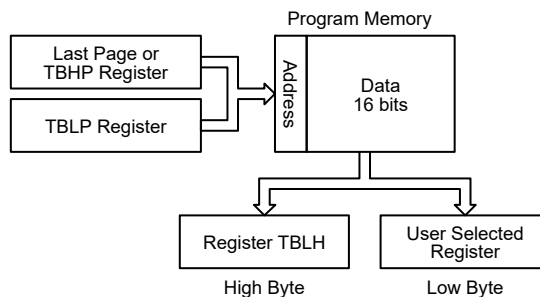 Program Memory
Last Page or
TBHP Register
TBLP Register
Address
Data
16 bits
Register TBLH
User Selected
Register
High Byte
Low Byte